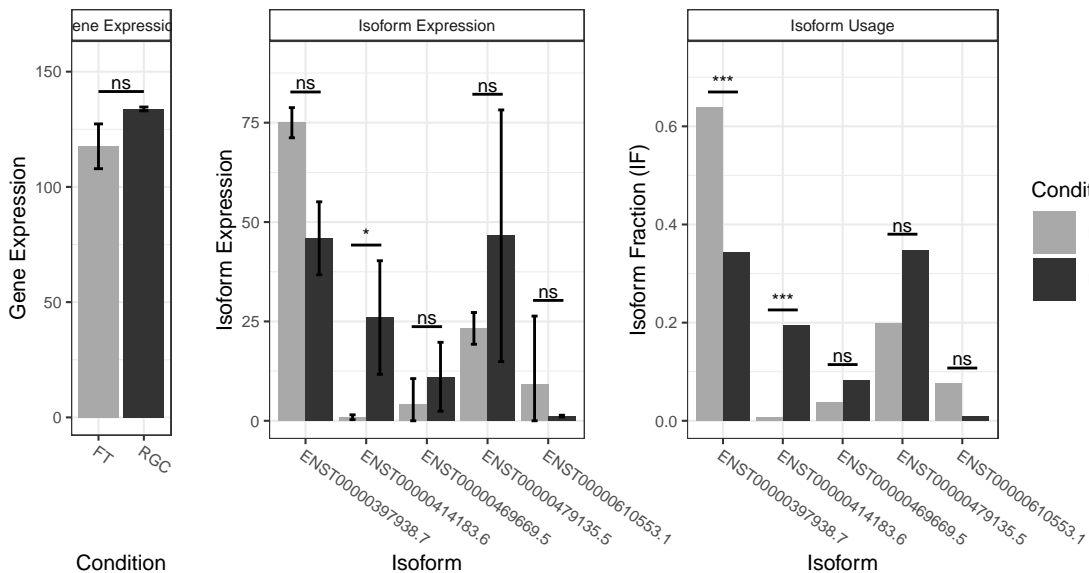 ene Expressio
Gene Expression
150
100
50
0
ns
FT
RGC
Condition
Isoform Expression
Isoform Expression
75
50
25
0
ns
*
ns
ns
ns
ENST00000397938.7
ENST00000414183.6
ENST00000469669.5
ENST00000479135.5
ENST00000610553.1
Isoform
Isoform Usage
Isoform Fraction (IF)
0.6
0.4
0.2
0.0
***
***
ns
ns
ns
ENST00000397938.7
ENST00000414183.6
ENST00000469669.5
ENST00000479135.5
ENST00000610553.1
Isoform
Condit